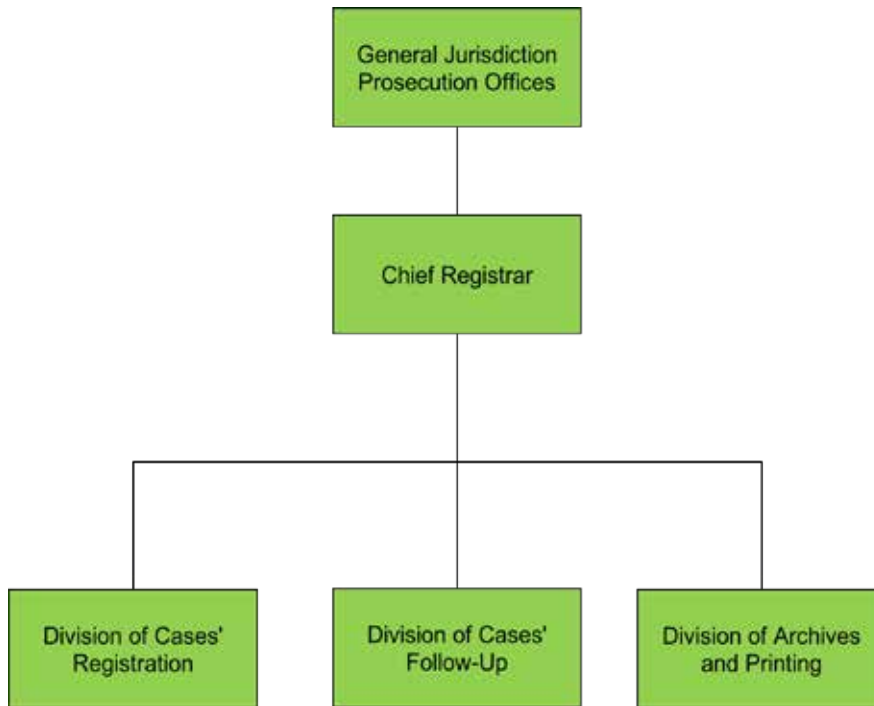 General Jurisdiction
Prosecution Offices
Chief Registrar
Division of Cases'
Registration
Division of Cases'
Follow-Up
Division of Archives
and Printing